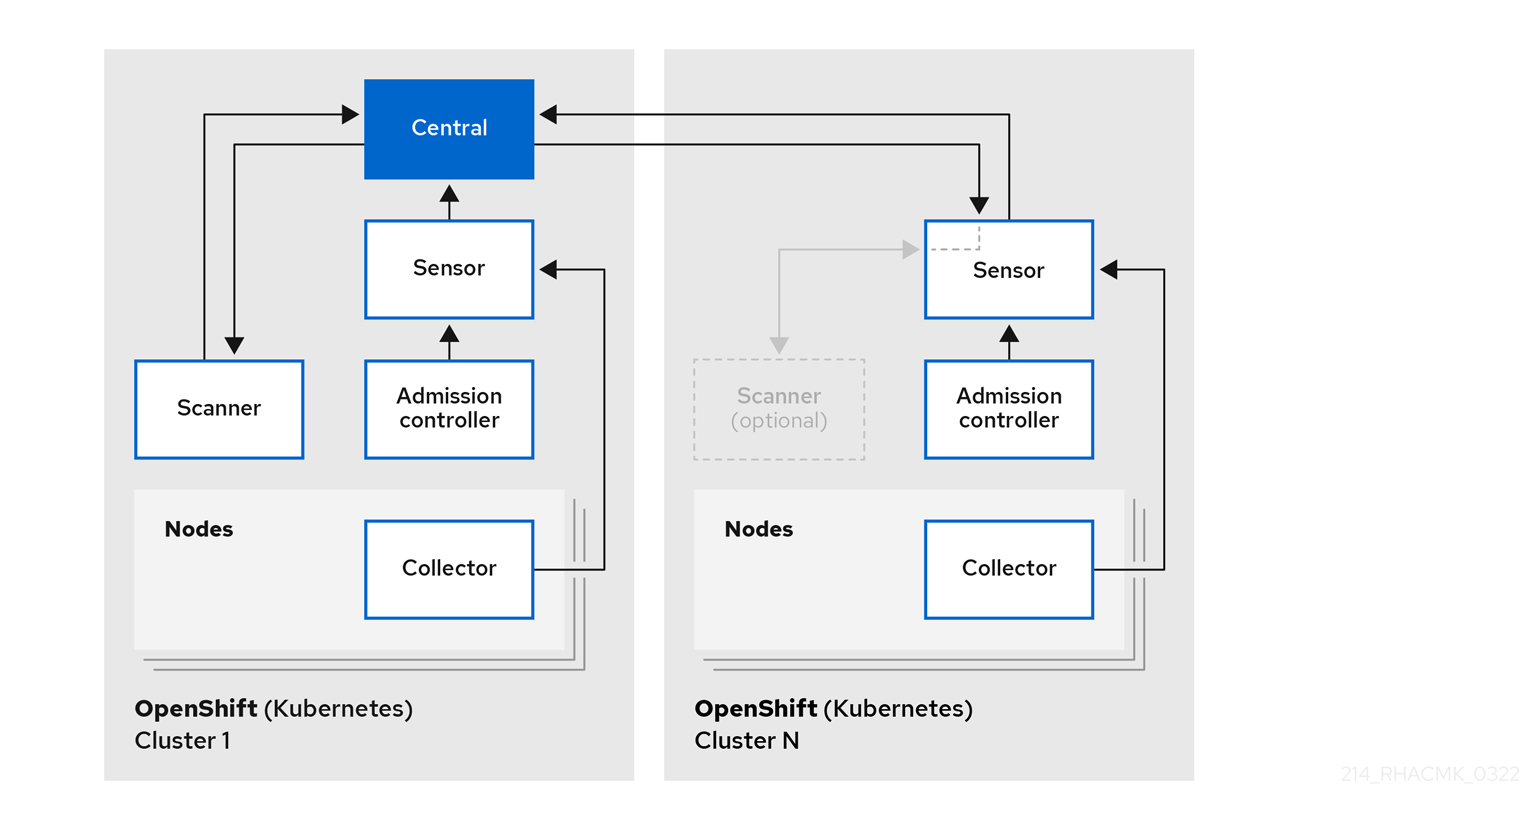 Central
Sensor
Scanner
Admission
controller
Nodes
Collector
OpenShift (Kubernetes)
Cluster 1
Sensor
Scanner
(optional)
Admission
controller
Nodes
Collector
OpenShift (Kubernetes)
Cluster N
214_RHACMK_0322